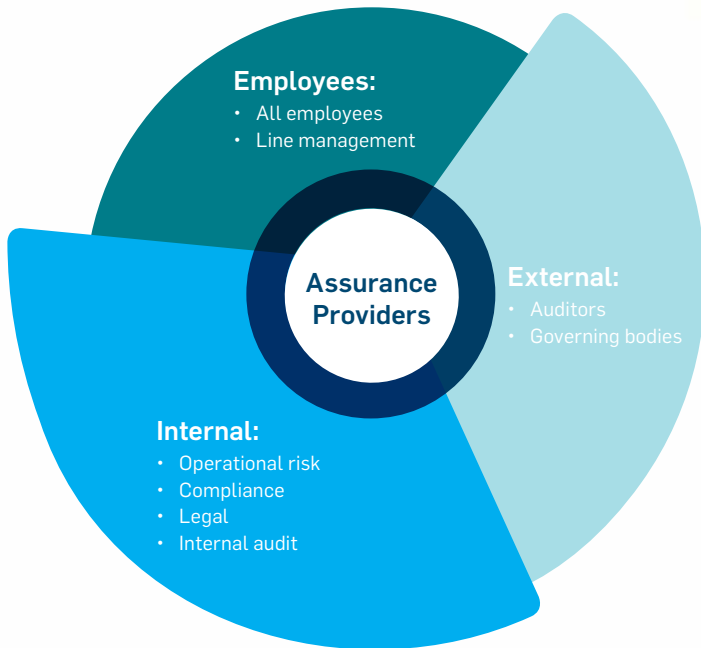 Employees:
• All employees
• Line management
Assurance
Providers
External:
• Auditors
• Governing bodies
Internal:
• Operational risk
• Compliance
• Legal
• Internal audit